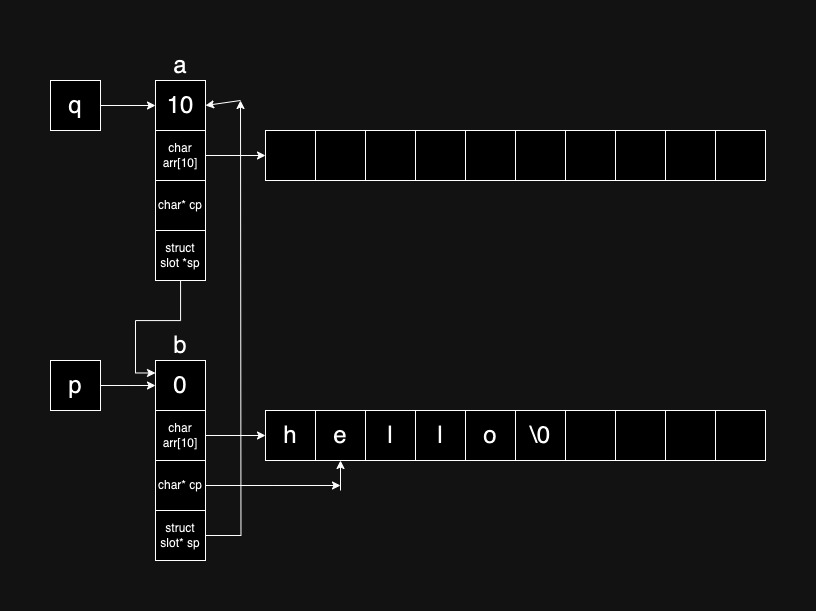 a
q
10
char
arr[10]
char* cp
struct
slot *sp
b
p
0
char
arr[10]
h e l l o \0
char* cp
struct
slot* sp